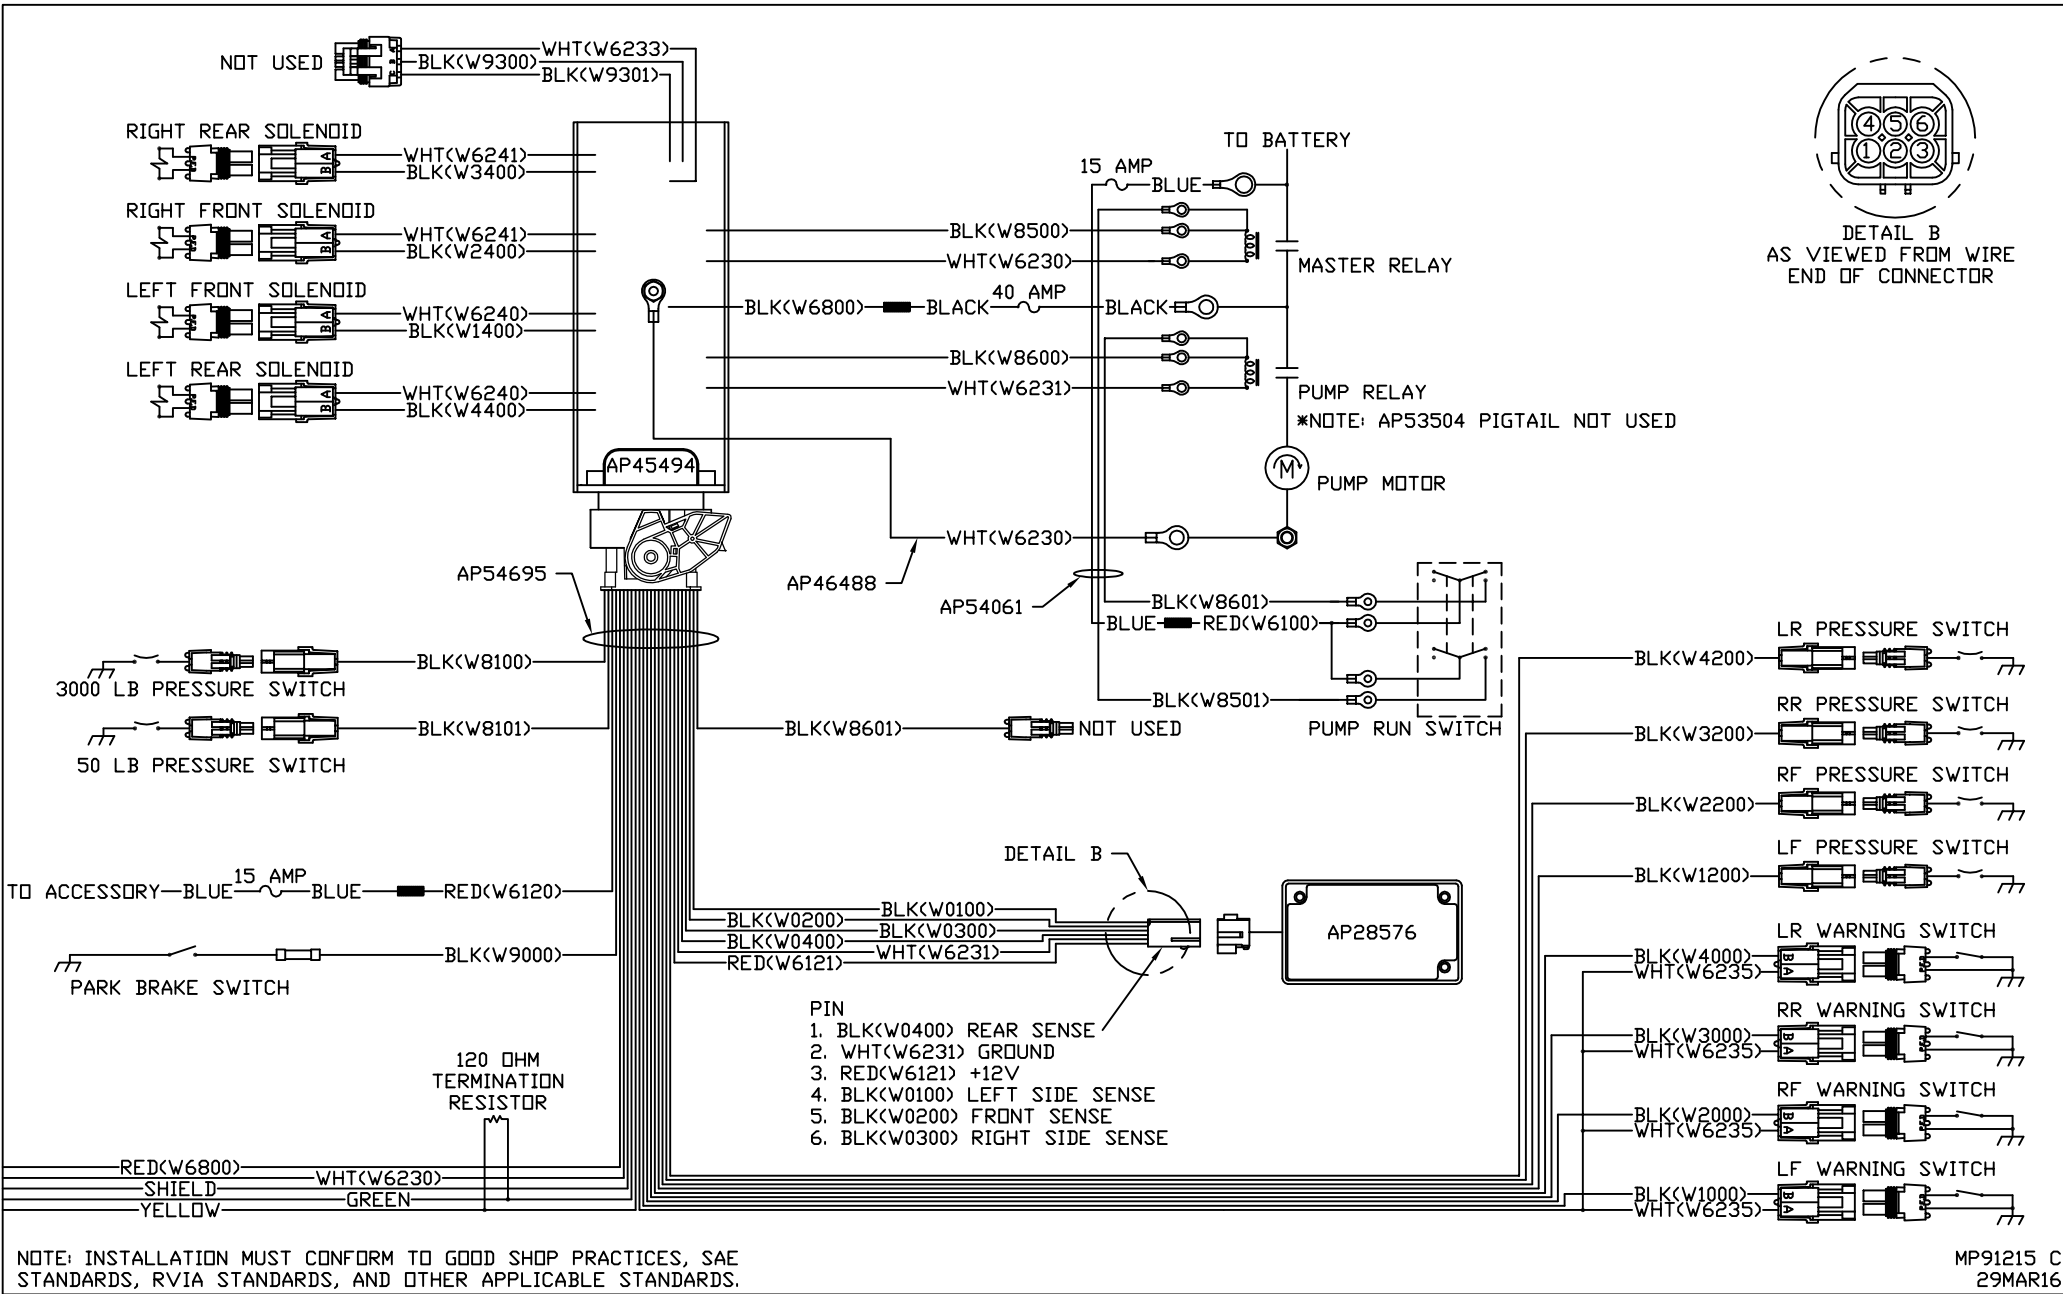 NOT USED
WHT(W6233)
BLK(W9300)
BLK(W9301)
RIGHT REAR SOLENOID
A
B
WHT(W6241)
BLK(W3400)
RIGHT FRONT SOLENOID
A
B
WHT(W6241)
BLK(W2400)
LEFT FRONT SOLENOID
A
B
WHT(W6240)
BLK(W1400)
LEFT REAR SOLENOID
A
B
WHT(W6240)
BLK(W4400)
AP45494
TO BATTERY
15 AMP
BLUE
BLK(W8500)
WHT(W6230)
MASTER RELAY
BLK(W6800)
BLACK
40 AMP
BLACK
BLK(W8600)
WHT(W6231)
PUMP RELAY
*NOTE: AP53504 PIGTAIL NOT USED
M
PUMP MOTOR
WHT(W6230)
AP46488
AP54061
BLK(W8601)
BLUE
RED(W6100)
BLK(W8501)
PUMP RUN SWITCH
4 5 6
1 2 3
DETAIL B
AS VIEWED FROM WIRE
END OF CONNECTOR
AP54695
BLK(W8100)
3000 LB PRESSURE SWITCH
BLK(W8101)
50 LB PRESSURE SWITCH
BLK(W8601)
NOT USED
TO ACCESSORY
BLUE
15 AMP
BLUE
RED(W6120)
BLK(W9000)
PARK BRAKE SWITCH
DETAIL B
BLK(W0100)
BLK(W0200)
BLK(W0300)
BLK(W0400)
WHT(W6231)
RED(W6121)
AP28576
PIN
1. BLK(W0400) REAR SENSE
2. WHT(W6231) GROUND
3. RED(W6121) +12V
4. BLK(W0100) LEFT SIDE SENSE
5. BLK(W0200) FRONT SENSE
6. BLK(W0300) RIGHT SIDE SENSE
120 OHM
TERMINATION
RESISTOR
RED(W6800)
WHT(W6230)
SHIELD
GREEN
YELLOW
LR PRESSURE SWITCH
BLK(W4200)
RR PRESSURE SWITCH
BLK(W3200)
RF PRESSURE SWITCH
BLK(W2200)
LF PRESSURE SWITCH
BLK(W1200)
LR WARNING SWITCH
BLK(W4000)
WHT(W6235)
B
A
RR WARNING SWITCH
BLK(W3000)
WHT(W6235)
B
A
RF WARNING SWITCH
BLK(W2000)
WHT(W6235)
B
A
LF WARNING SWITCH
BLK(W1000)
WHT(W6235)
B
A
NOTE: INSTALLATION MUST CONFORM TO GOOD SHOP PRACTICES, SAE
STANDARDS, RVIA STANDARDS, AND OTHER APPLICABLE STANDARDS.
MP91215 C
29MAR16